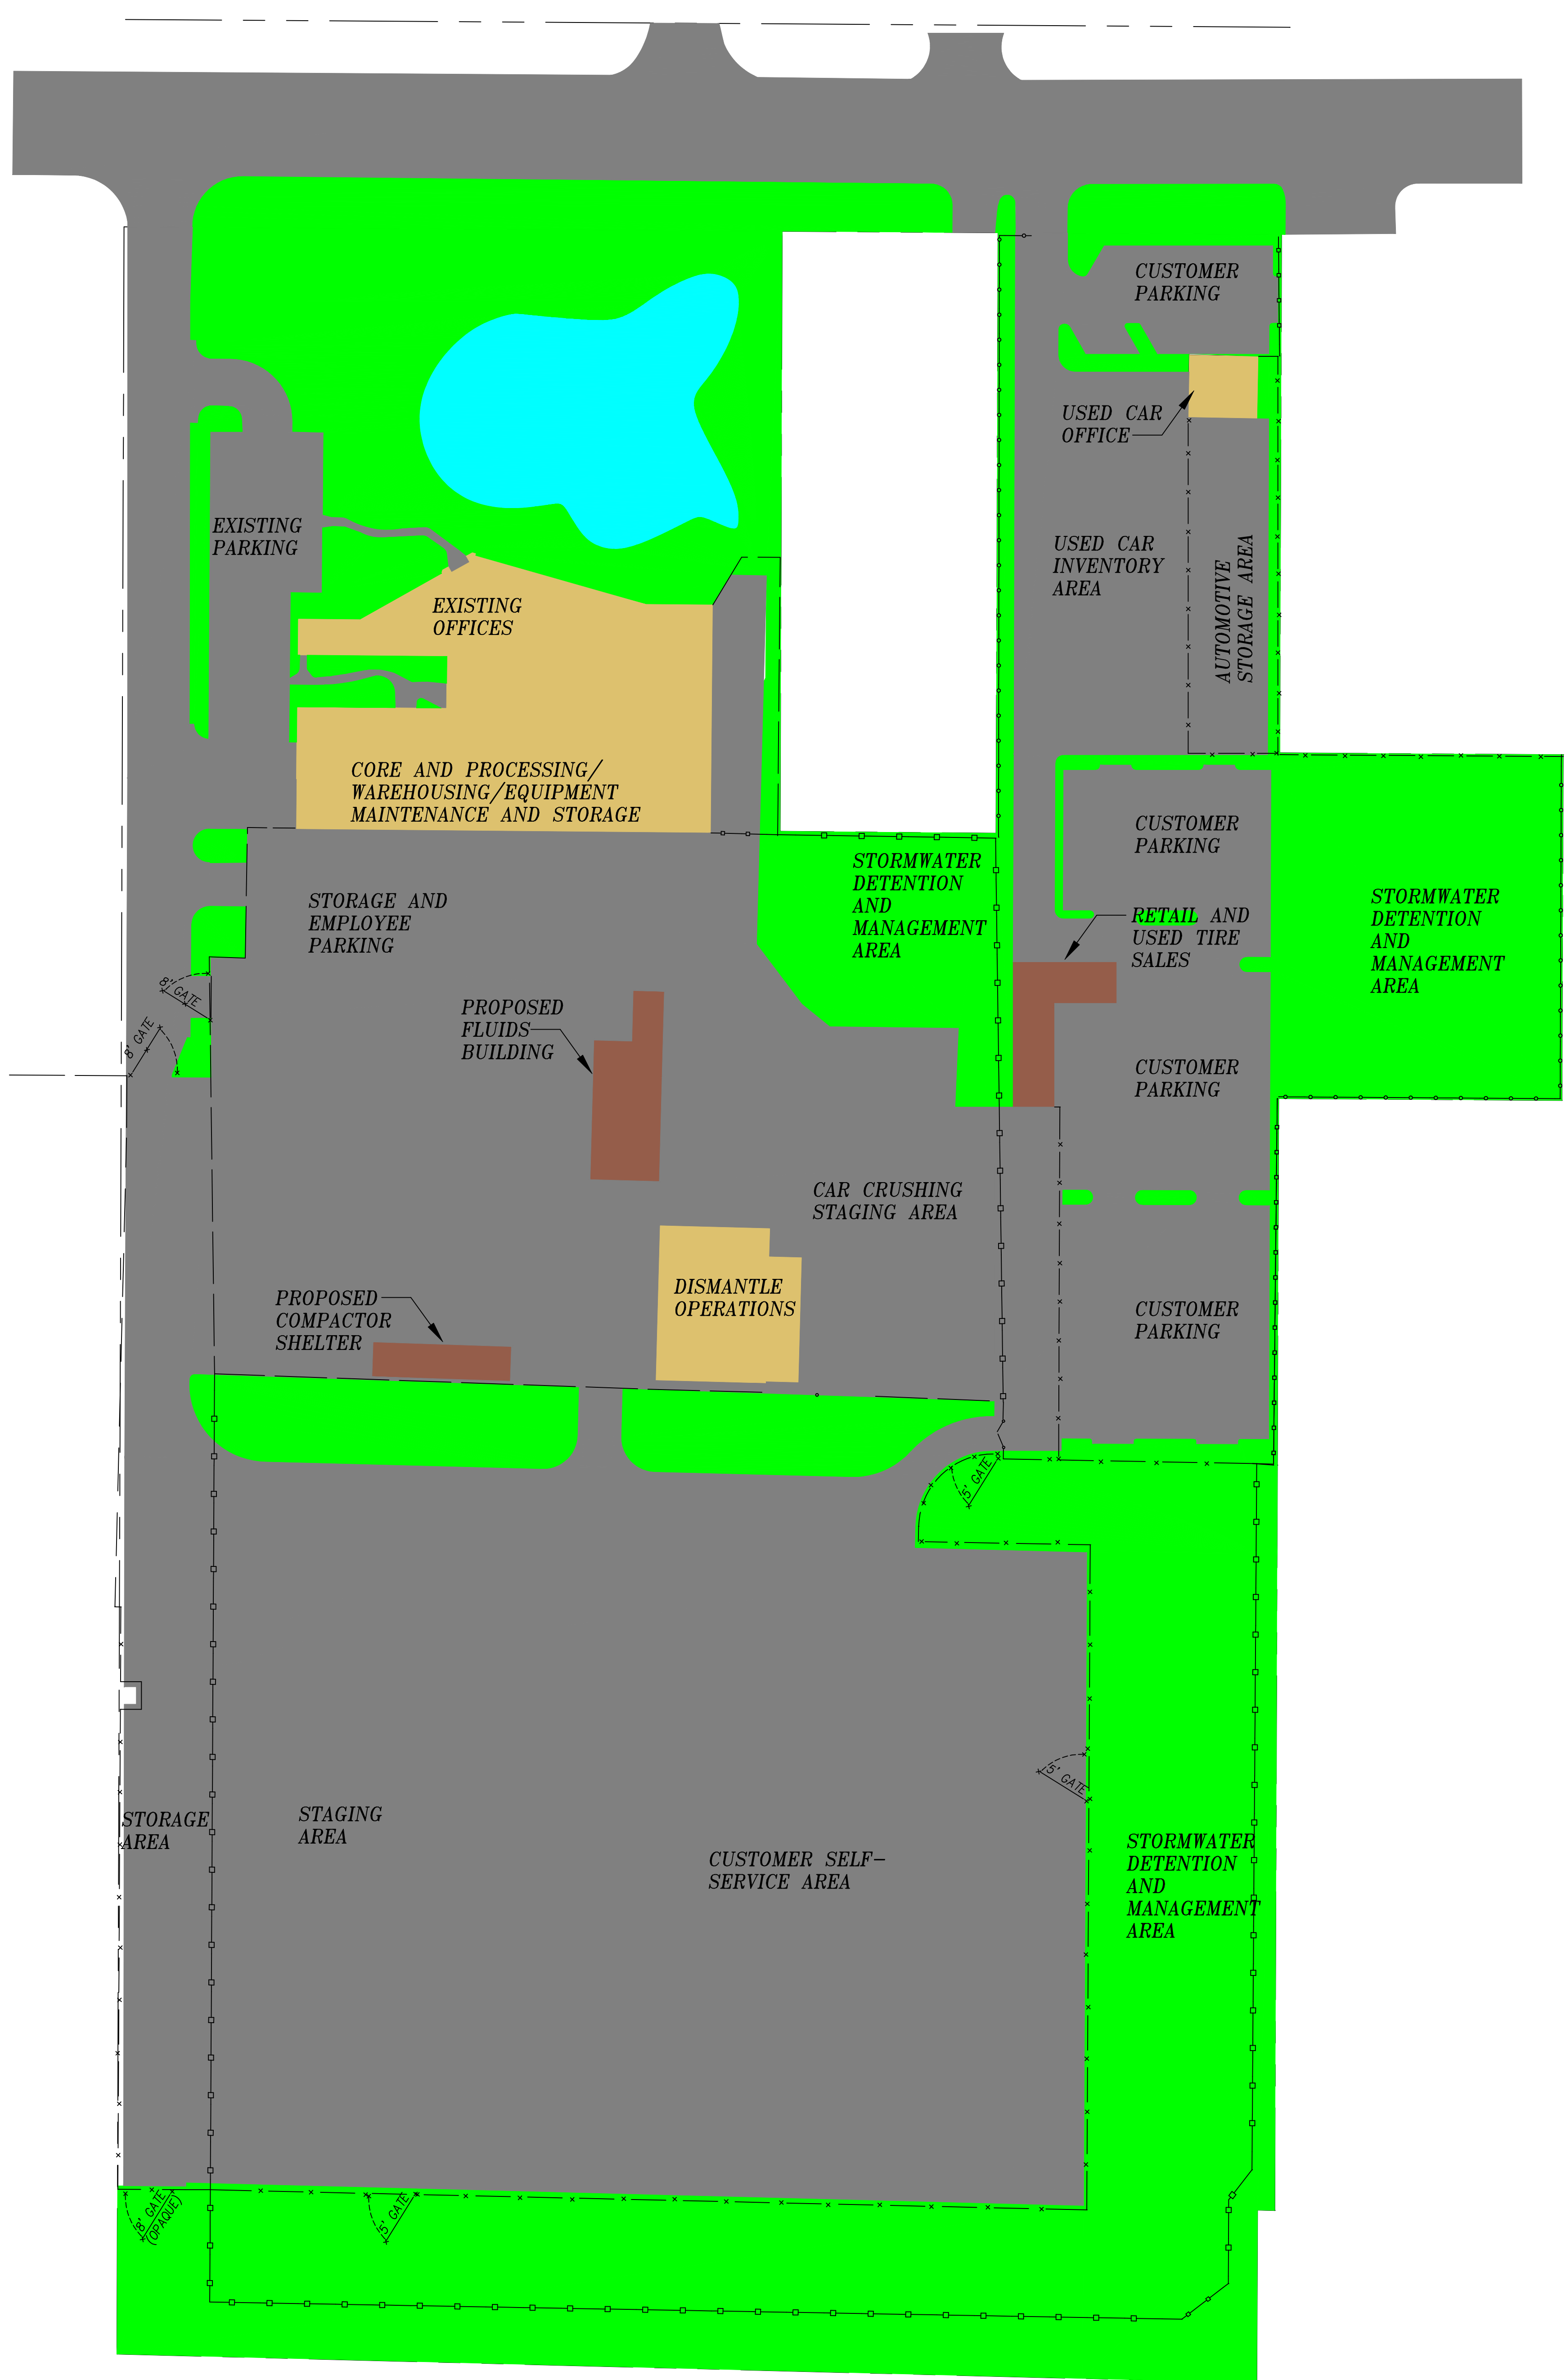 CUSTOMER
PARKING
USED CAR
OFFICE
EXISTING
PARKING
USED CAR
INVENTORY
AREA
AUTOMOTIVE
STORAGE AREA
EXISTING
OFFICES
CORE AND PROCESSING/
WAREHOUSING/EQUIPMENT
MAINTENANCE AND STORAGE
CUSTOMER
PARKING
STORMWATER
DETENTION
AND
MANAGEMENT
AREA
STORMWATER
DETENTION
AND
MANAGEMENT
AREA
STORAGE AND
EMPLOYEE
PARKING
RETAIL AND
USED TIRE
SALES
8' GATE
8' GATE
PROPOSED
FLUIDS
BUILDING
CUSTOMER
PARKING
CAR CRUSHING
STAGING AREA
DISMANTLE
OPERATIONS
PROPOSED
COMPACTOR
SHELTER
CUSTOMER
PARKING
5' GATE
5' GATE
STORAGE
AREA
STAGING
AREA
CUSTOMER SELF-
SERVICE AREA
STORMWATER
DETENTION
AND
MANAGEMENT
AREA
8' GATE
(OPAQUE)
5' GATE